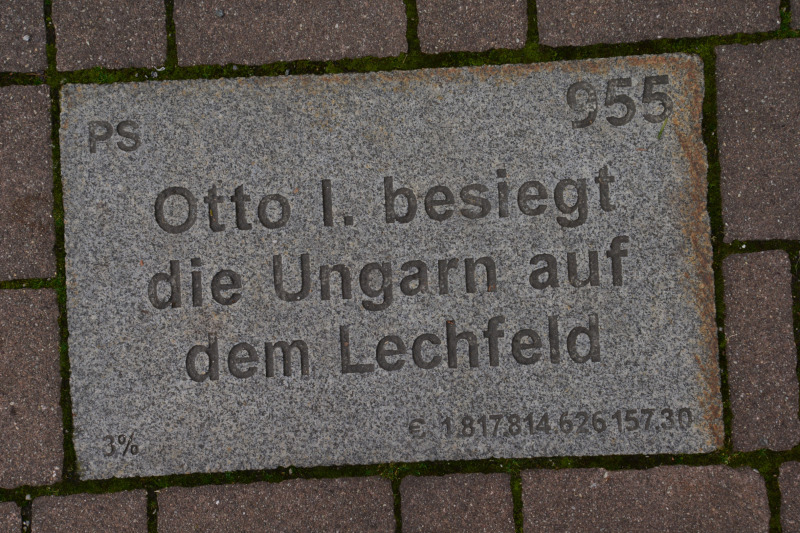 PS
955
Otto I. besiegt
die Ungarn auf
dem Lechfeld
3%
€ 1.817.814.626.157,30